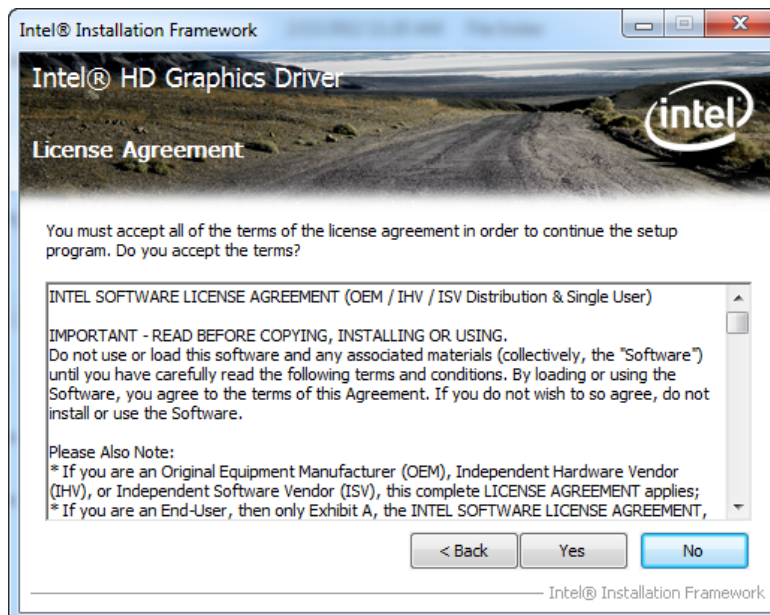 Intel® Installation Framework
Intel® HD Graphics Driver
intel
License Agreement
You must accept all of the terms of the license agreement in order to continue the setup
program. Do you accept the terms?
INTEL SOFTWARE LICENSE AGREEMENT (OEM / IHV / ISV Distribution & Single User)
IMPORTANT - READ BEFORE COPYING, INSTALLING OR USING.
Do not use or load this software and any associated materials (collectively, the "Software")
until you have carefully read the following terms and conditions. By loading or using the
Software, you agree to the terms of this Agreement. If you do not wish to so agree, do not
install or use the Software.
Please Also Note:
* If you are an Original Equipment Manufacturer (OEM), Independent Hardware Vendor
(IHV), or Independent Software Vendor (ISV), this complete LICENSE AGREEMENT applies;
* If you are an End-User, then only Exhibit A, the INTEL SOFTWARE LICENSE AGREEMENT,
< Back Yes No
Intel® Installation Framework